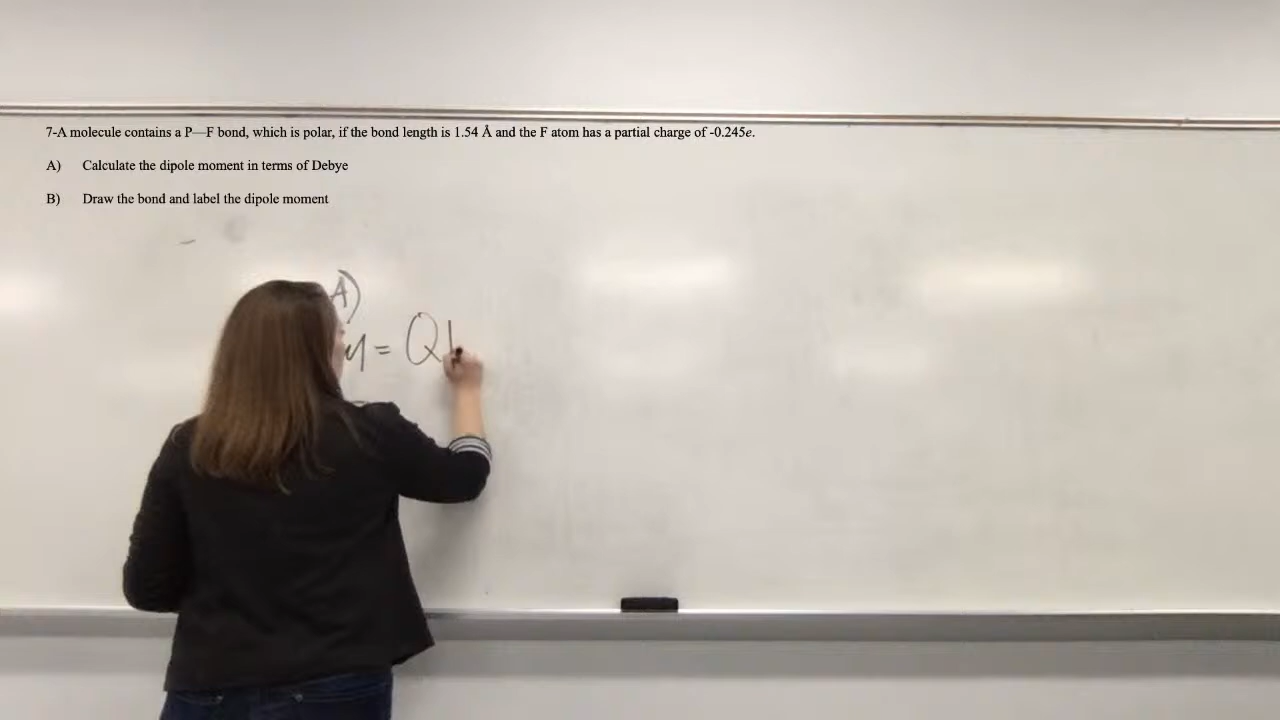 7-A molecule contains a P—F bond, which is polar, if the bond length is 1.54 Å and the F atom has a partial charge of -0.245e.
A) Calculate the dipole moment in terms of Debye
B) Draw the bond and label the dipole moment
A)
= Q